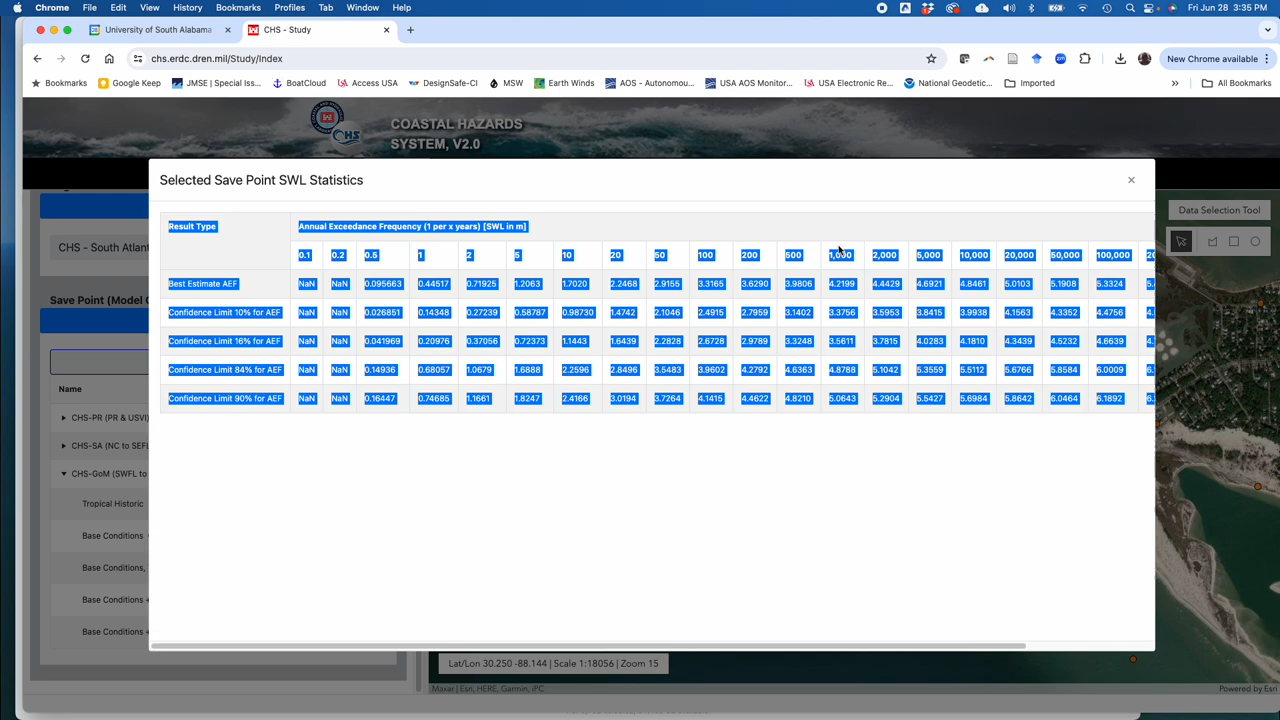 Chrome File Edit View History Bookmarks Profiles Tab Window Help Fri Jun 28 3:35 PM
University of South Alabama CHS - Study
chs.erdc.dren.mil/Study/Index New Chrome available
Bookmarks Google Keep JMSE | Special Iss... BoatCloud Access USA DesignSafe-CI MSW Earth Winds AOS - Autonomou... USA AOS Monitor... USA Electronic Re... National Geodetic... Imported » All Bookmarks
CHS
COASTAL HAZARDS
SYSTEM, V2.0
Selected Save Point SWL Statistics
Result Type Annual Exceedance Frequency (1 per x years) [SWL in m]
0.1 0.2 0.5 1 2 5 10 20 50 100 200 500 1,000 2,000 5,000 10,000 20,000 50,000 100,000 20
Best Estimate AEF NaN NaN 0.095663 0.44517 0.71925 1.2063 1.7020 2.2468 2.9155 3.3165 3.6290 3.9806 4.2199 4.4429 4.6921 4.8461 5.0103 5.1908 5.3324 5.
Confidence Limit 10% for AEF NaN NaN 0.026851 0.14348 0.27239 0.58787 0.98730 1.4742 2.1046 2.4915 2.7959 3.1402 3.3756 3.5953 3.8415 3.9938 4.1563 4.3352 4.4756 4.
Confidence Limit 16% for AEF NaN NaN 0.041969 0.20976 0.37056 0.72373 1.1443 1.6439 2.2828 2.6728 2.9789 3.3248 3.5611 3.7815 4.0283 4.1810 4.3439 4.5232 4.6639 4.
Confidence Limit 84% for AEF NaN NaN 0.14936 0.68057 1.0679 1.6888 2.2596 2.8496 3.5483 3.9602 4.2792 4.6363 4.8788 5.1042 5.3559 5.5112 5.6766 5.8584 6.0009 6.
Confidence Limit 90% for AEF NaN NaN 0.16447 0.74685 1.1661 1.8247 2.4166 3.0194 3.7264 4.1415 4.4622 4.8210 5.0643 5.2904 5.5427 5.6984 5.8642 6.0464 6.1892 6.
Data Selection Tool
CHS - South Atlant
Save Point (Model
Name
CHS-PR (PR & USVI)
CHS-SA (NC to SEFL
CHS-GoM (SWFL to
Tropical Historic
Base Conditions
Base Conditions,
Base Conditions +
Base Conditions +
Lat/Lon 30.250 -88.144 | Scale 1:18056 | Zoom 15
Maxar | Esri, HERE, Garmin, iPC Powered by Esri